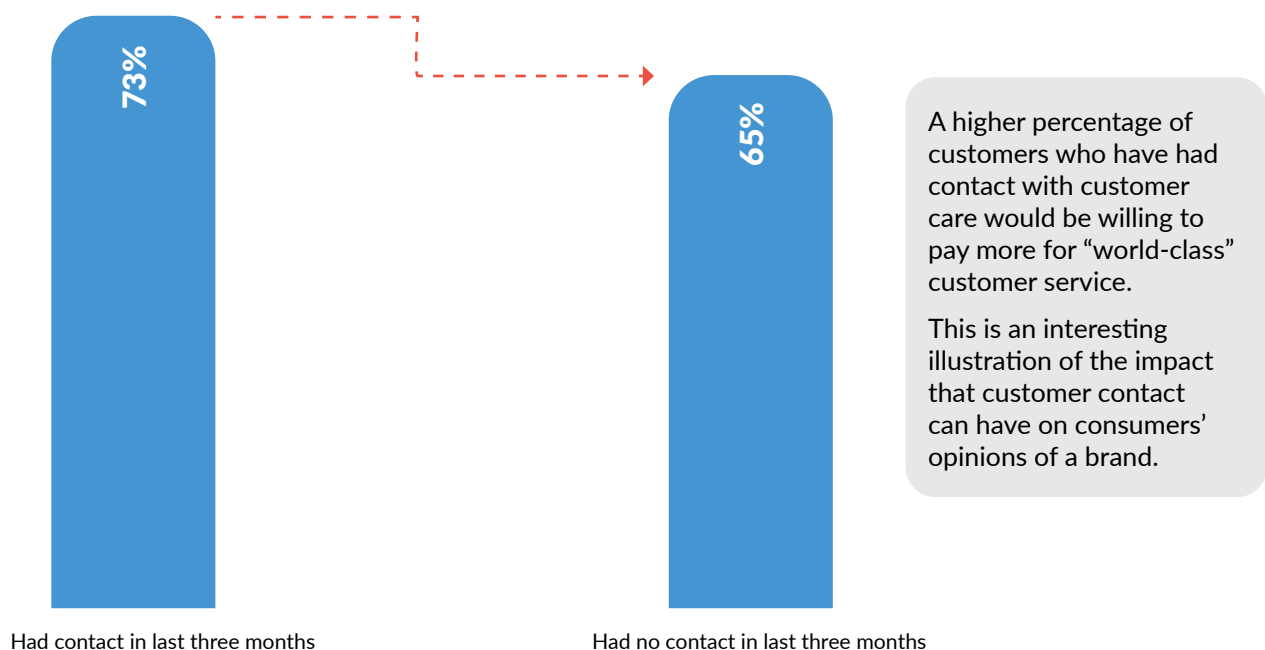 73%
65%
A higher percentage of
customers who have had
contact with customer
care would be willing to
pay more for “world-class”
customer service.
This is an interesting
illustration of the impact
that customer contact
can have on consumers’
opinions of a brand.
Had contact in last three months
Had no contact in last three months